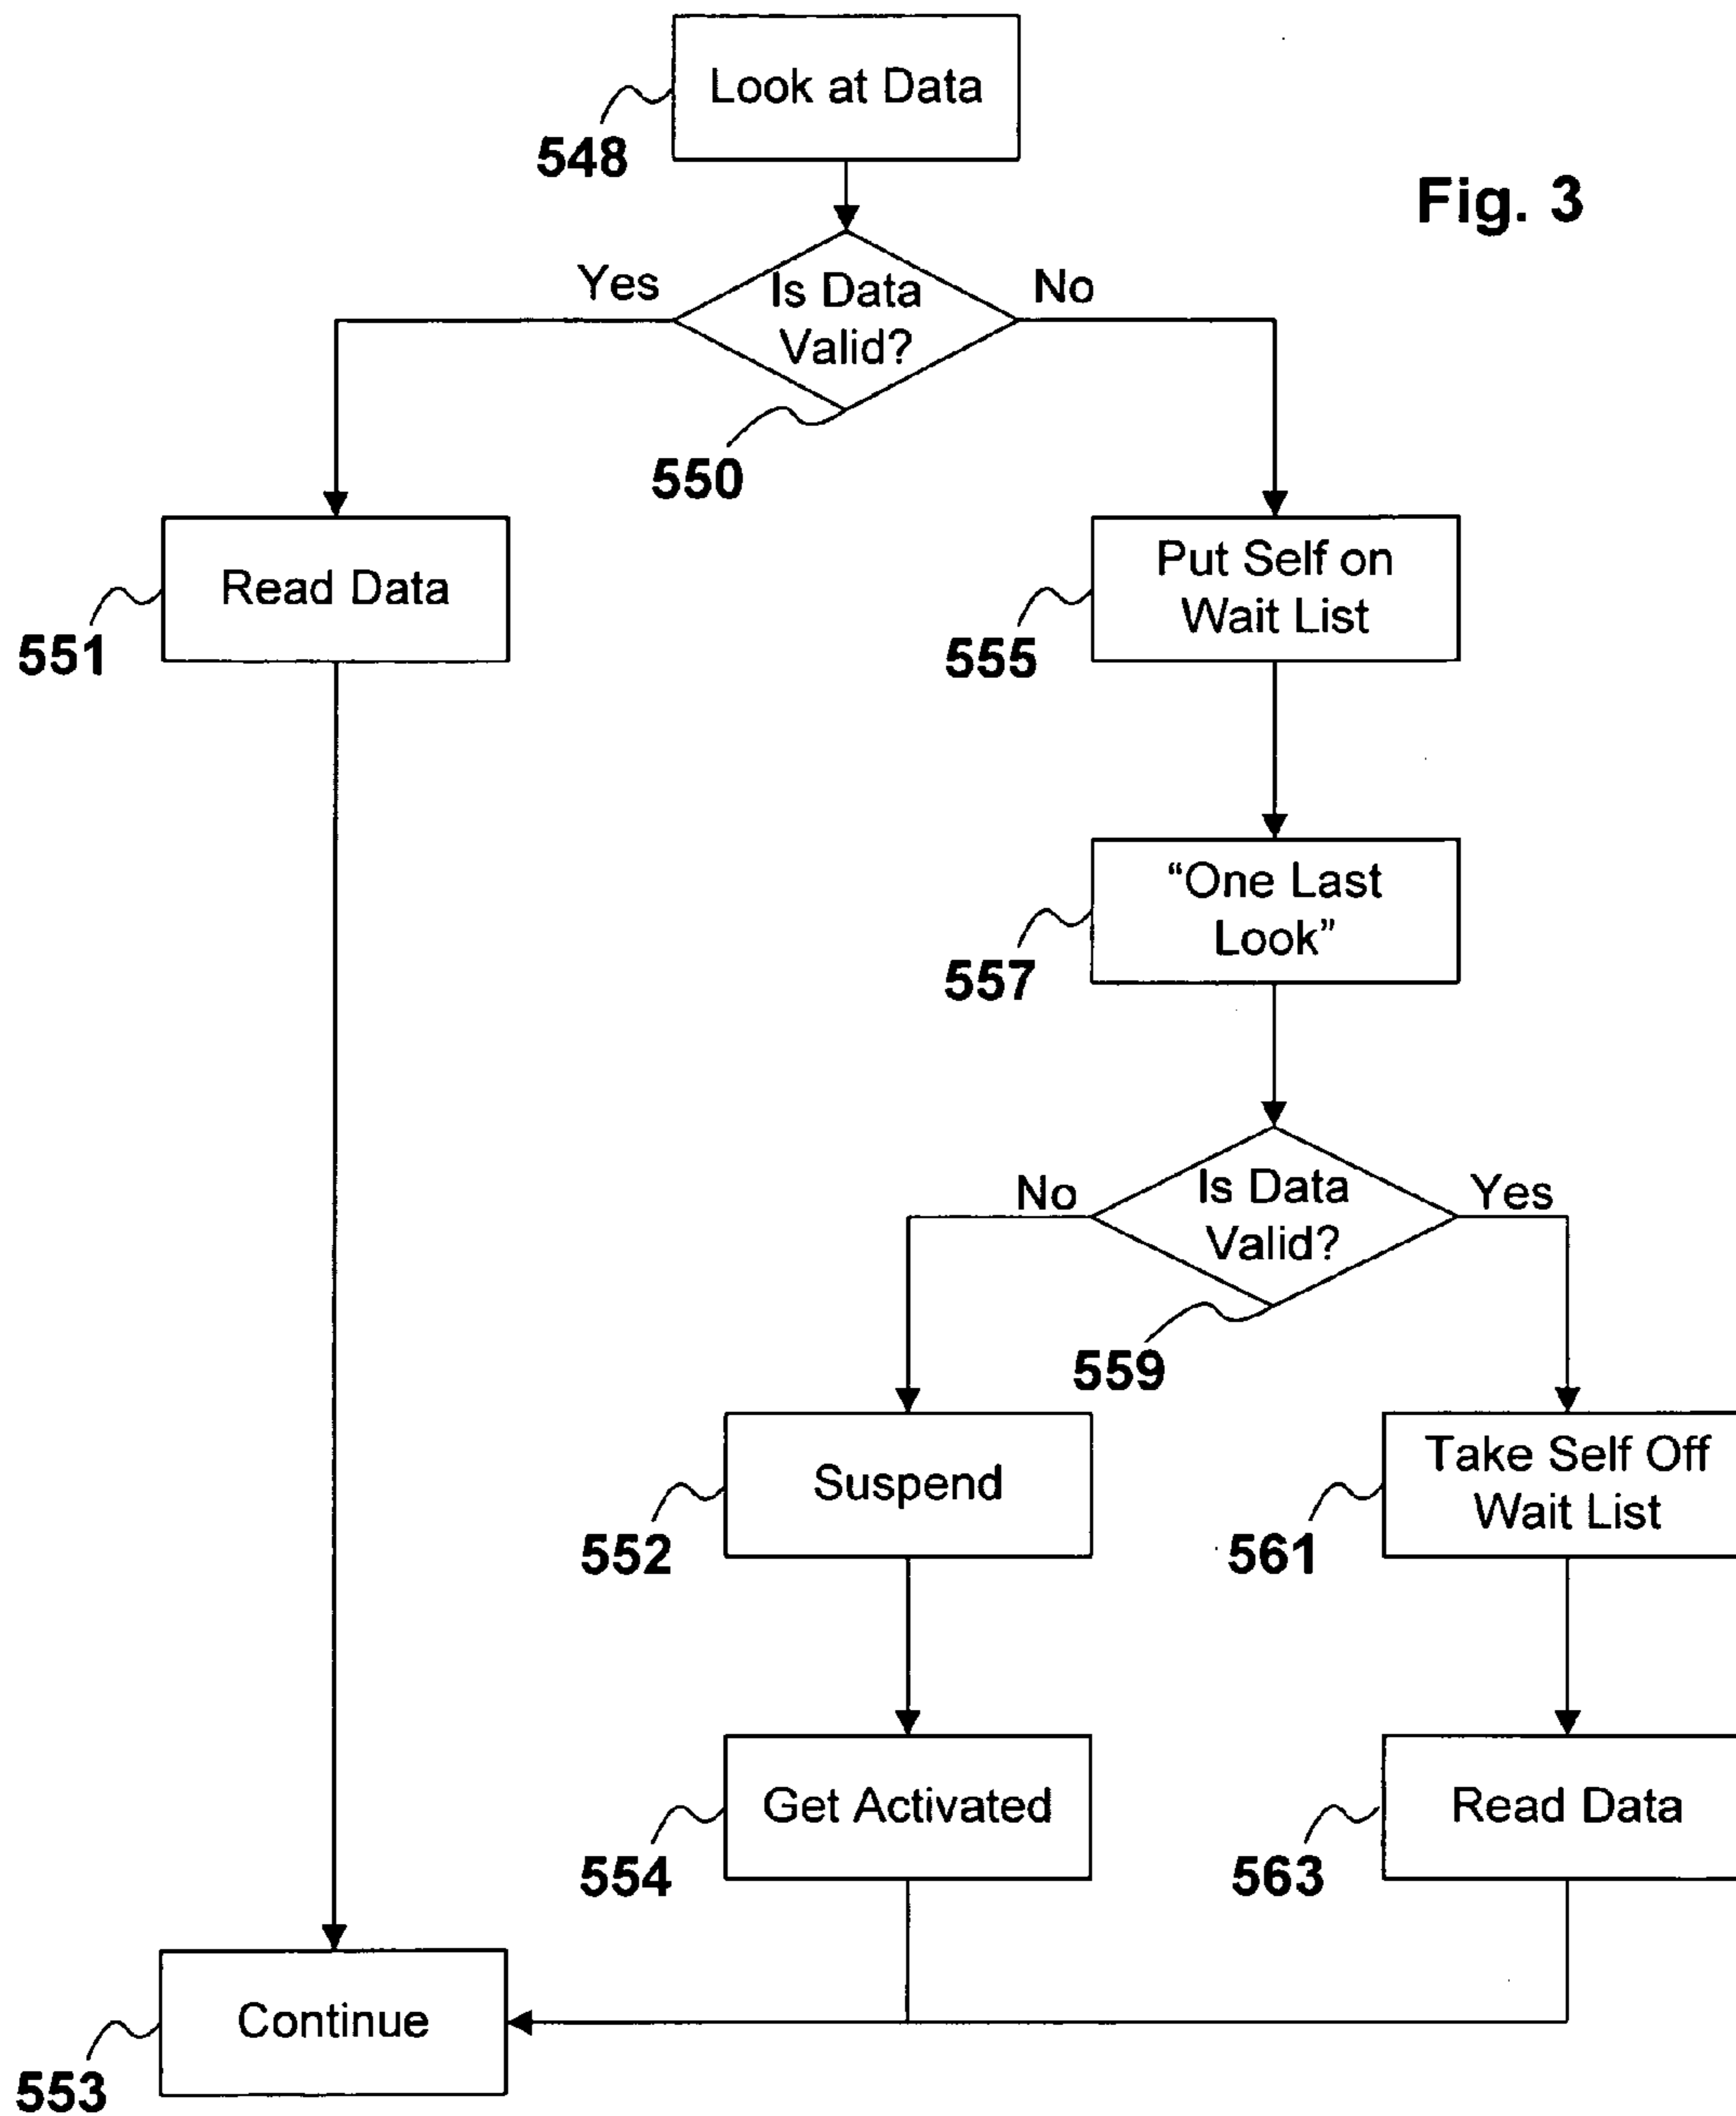 Look at Data
548
Fig. 3
Yes
Is Data
Valid?
No
550
Read Data
551
Put Self on
Wait List
555
“One Last
Look”
557
No
Is Data
Valid?
Yes
559
Suspend
552
Take Self Off
Wait List
561
Get Activated
554
Read Data
563
Continue
553